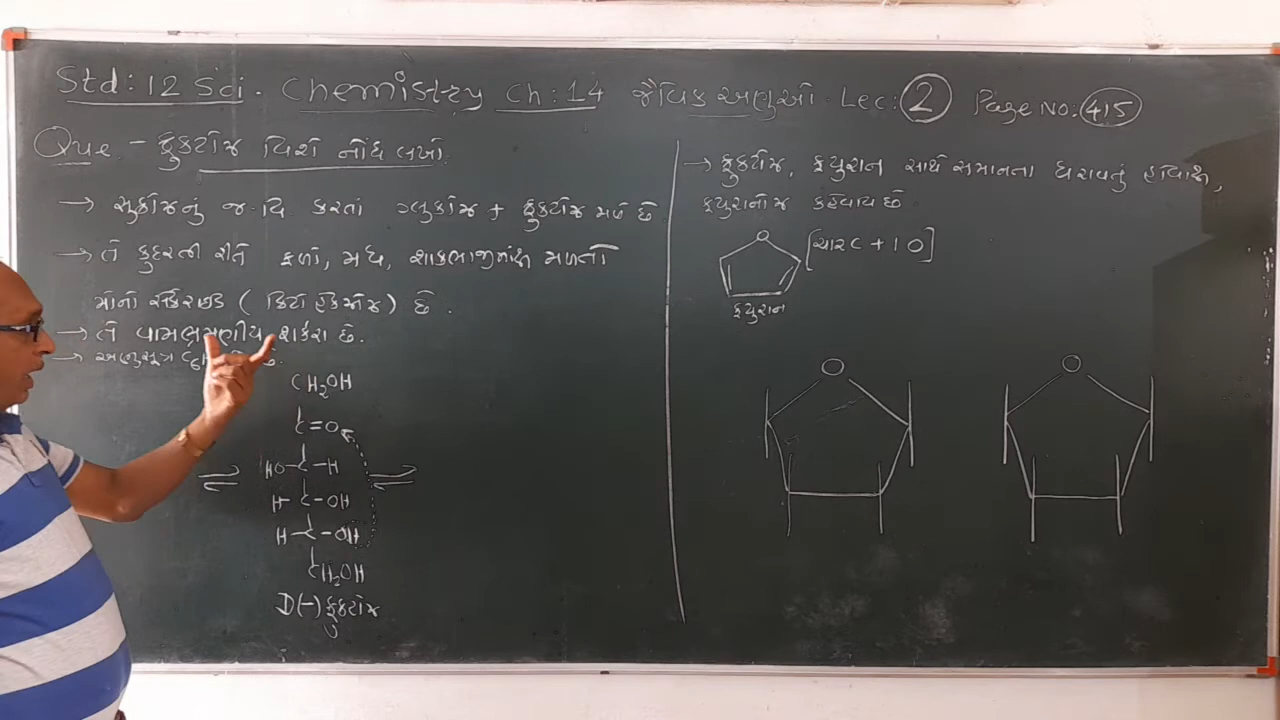 Std : 12 Sci. Chemistry Ch : 14 જૈવિક અણુઓ. Lec : 2 Page No : 415
Que. - ફ્રુક્ટોઝ વિશે નોંધ લખો.
→ સુક્રોઝનું જ.વિ. કરતાં ગ્લુકોઝ + ફ્રુક્ટોઝ મળે છે.
→ તે કુદરતી રીતે ફળો, મધ, શાકભાજીમાંથી મળતો
મોનો સેકેરાઇડ ( કિટો હેક્ઝોઝ ) છે.
→ તે વામભ્રમણીય શર્કરા છે.
→ અણુસૂત્ર C6H છે.
CH2OH
C=O
HO-C-H
H-C-OH
H-C-OH
CH2OH
D(-) ફ્રુક્ટોઝ
→ ફ્રુક્ટોઝ, ફ્યુરાન સાથે સમાનતા ધરાવતું હોવાથી,
ફ્યુરાનોઝ કહેવાય છે.
O
[ચાર C + 1 O]
ફ્યુરાન
O O